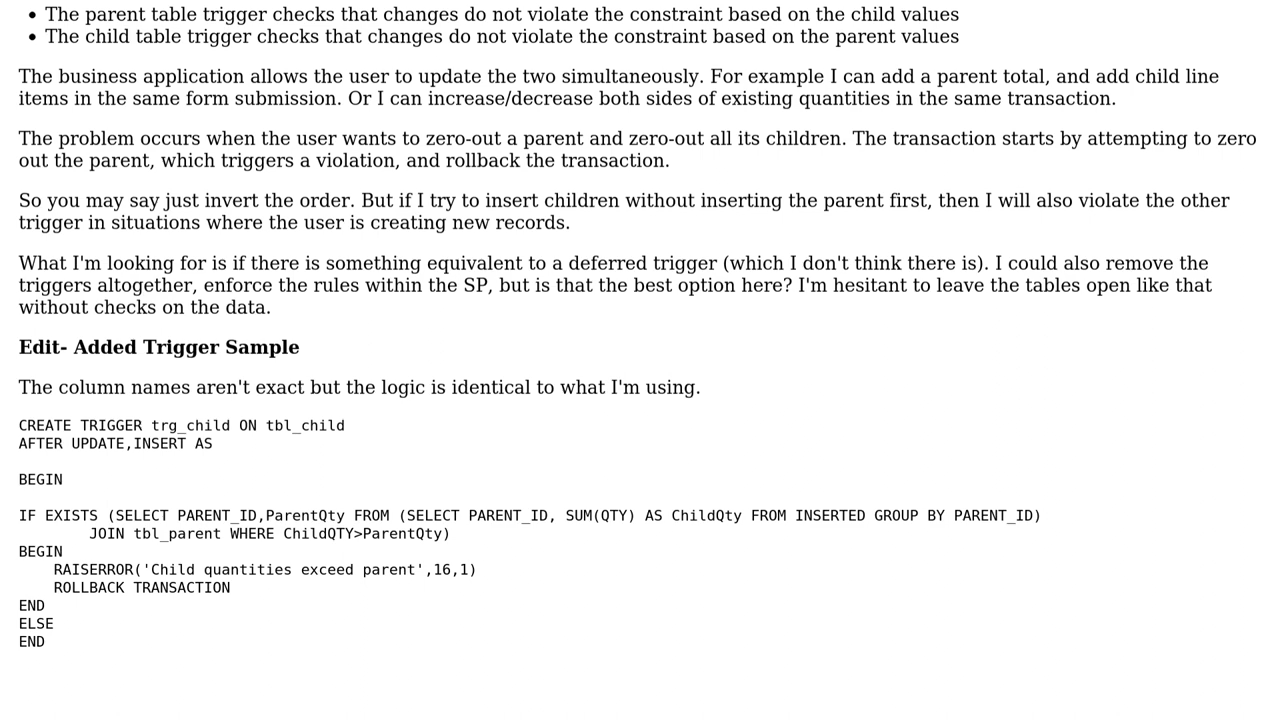 • The parent table trigger checks that changes do not violate the constraint based on the child values
• The child table trigger checks that changes do not violate the constraint based on the parent values
The business application allows the user to update the two simultaneously. For example I can add a parent total, and add child line
items in the same form submission. Or I can increase/decrease both sides of existing quantities in the same transaction.
The problem occurs when the user wants to zero-out a parent and zero-out all its children. The transaction starts by attempting to zero
out the parent, which triggers a violation, and rollback the transaction.
So you may say just invert the order. But if I try to insert children without inserting the parent first, then I will also violate the other
trigger in situations where the user is creating new records.
What I'm looking for is if there is something equivalent to a deferred trigger (which I don't think there is). I could also remove the
triggers altogether, enforce the rules within the SP, but is that the best option here? I'm hesitant to leave the tables open like that
without checks on the data.
Edit- Added Trigger Sample
The column names aren't exact but the logic is identical to what I'm using.
CREATE TRIGGER trg_child ON tbl_child
AFTER UPDATE,INSERT AS
BEGIN
IF EXISTS (SELECT PARENT_ID,ParentQty FROM (SELECT PARENT_ID, SUM(QTY) AS ChildQty FROM INSERTED GROUP BY PARENT_ID)
        JOIN tbl_parent WHERE ChildQTY>ParentQty)
BEGIN
    RAISERROR('Child quantities exceed parent',16,1)
    ROLLBACK TRANSACTION
END
ELSE
END